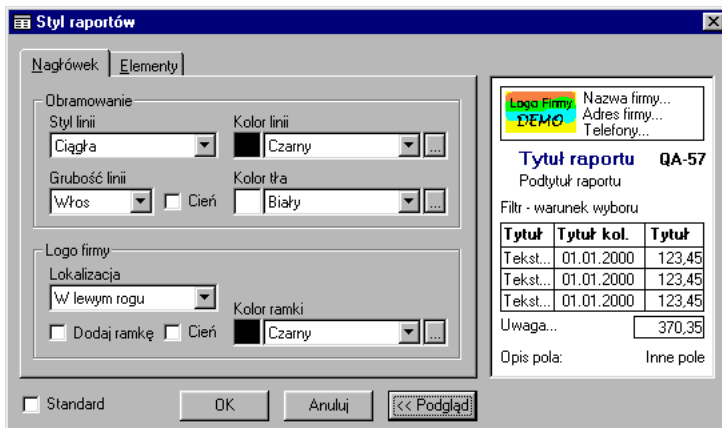 Styl raportów
Nagłówek Elementy
Obramowanie
Styl linii Kolor linii
Ciągła Czarny ...
Grubość linii Kolor tła
Włos Cień Biały ...
Logo firmy
Lokalizacja
W lewym rogu Kolor ramki
Dodaj ramkę Cień Czarny ...
Standard OK Anuluj << Podgląd
Logo Firmy Nazwa firmy...
DEMO Adres firmy...
Telefony...
Tytuł raportu QA-57
Podtytuł raportu
Filtr - warunek wyboru
Tytuł Tytuł kol. Tytuł
Tekst... 01.01.2000 123,45
Tekst... 01.01.2000 123,45
Tekst... 01.01.2000 123,45
Uwaga... 370,35
Opis pola: Inne pole